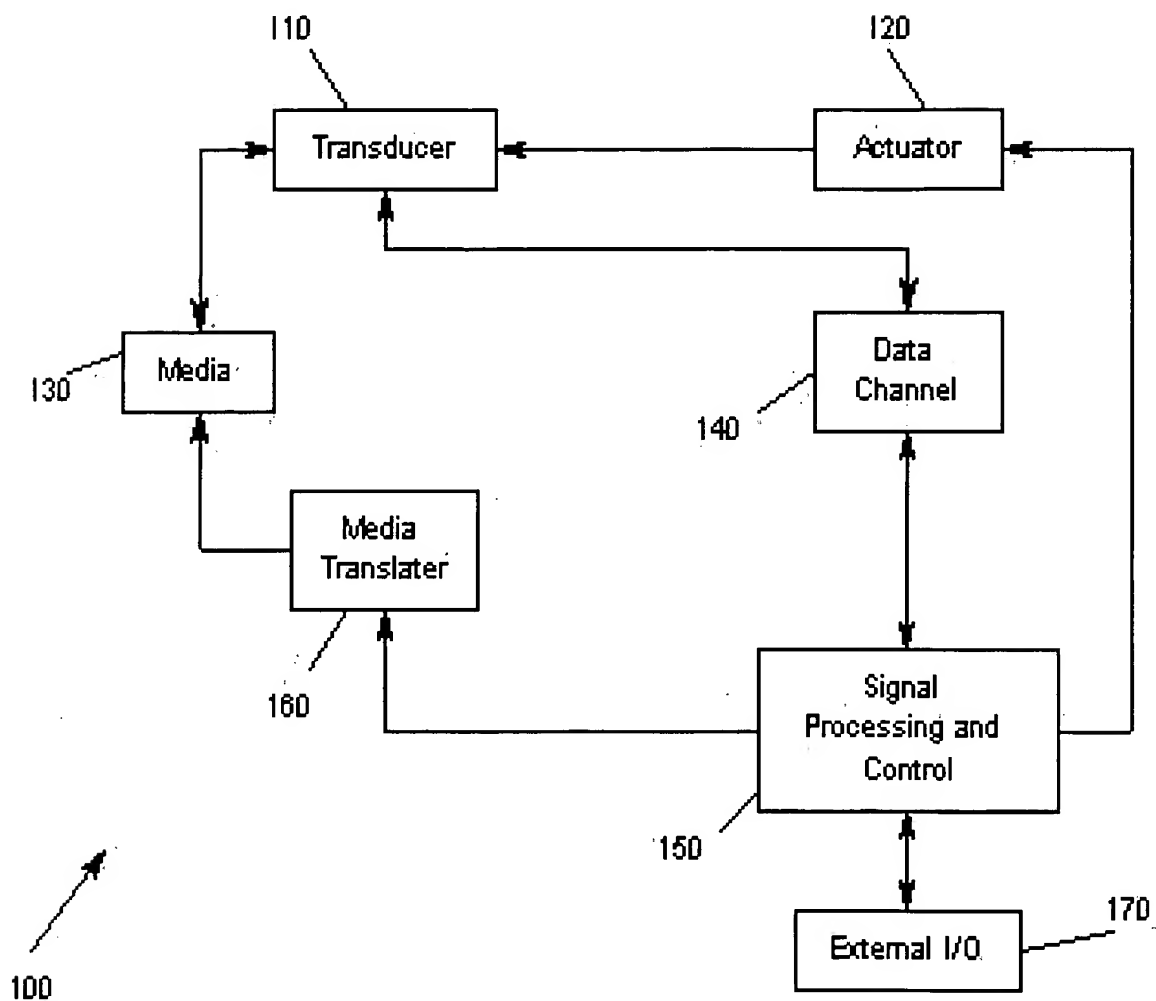 110
120
Transducer
Actuator
Media
130
Data
Channel
140
Media
Translater
160
Signal
Processing and
Control
150
170
External I/O
100